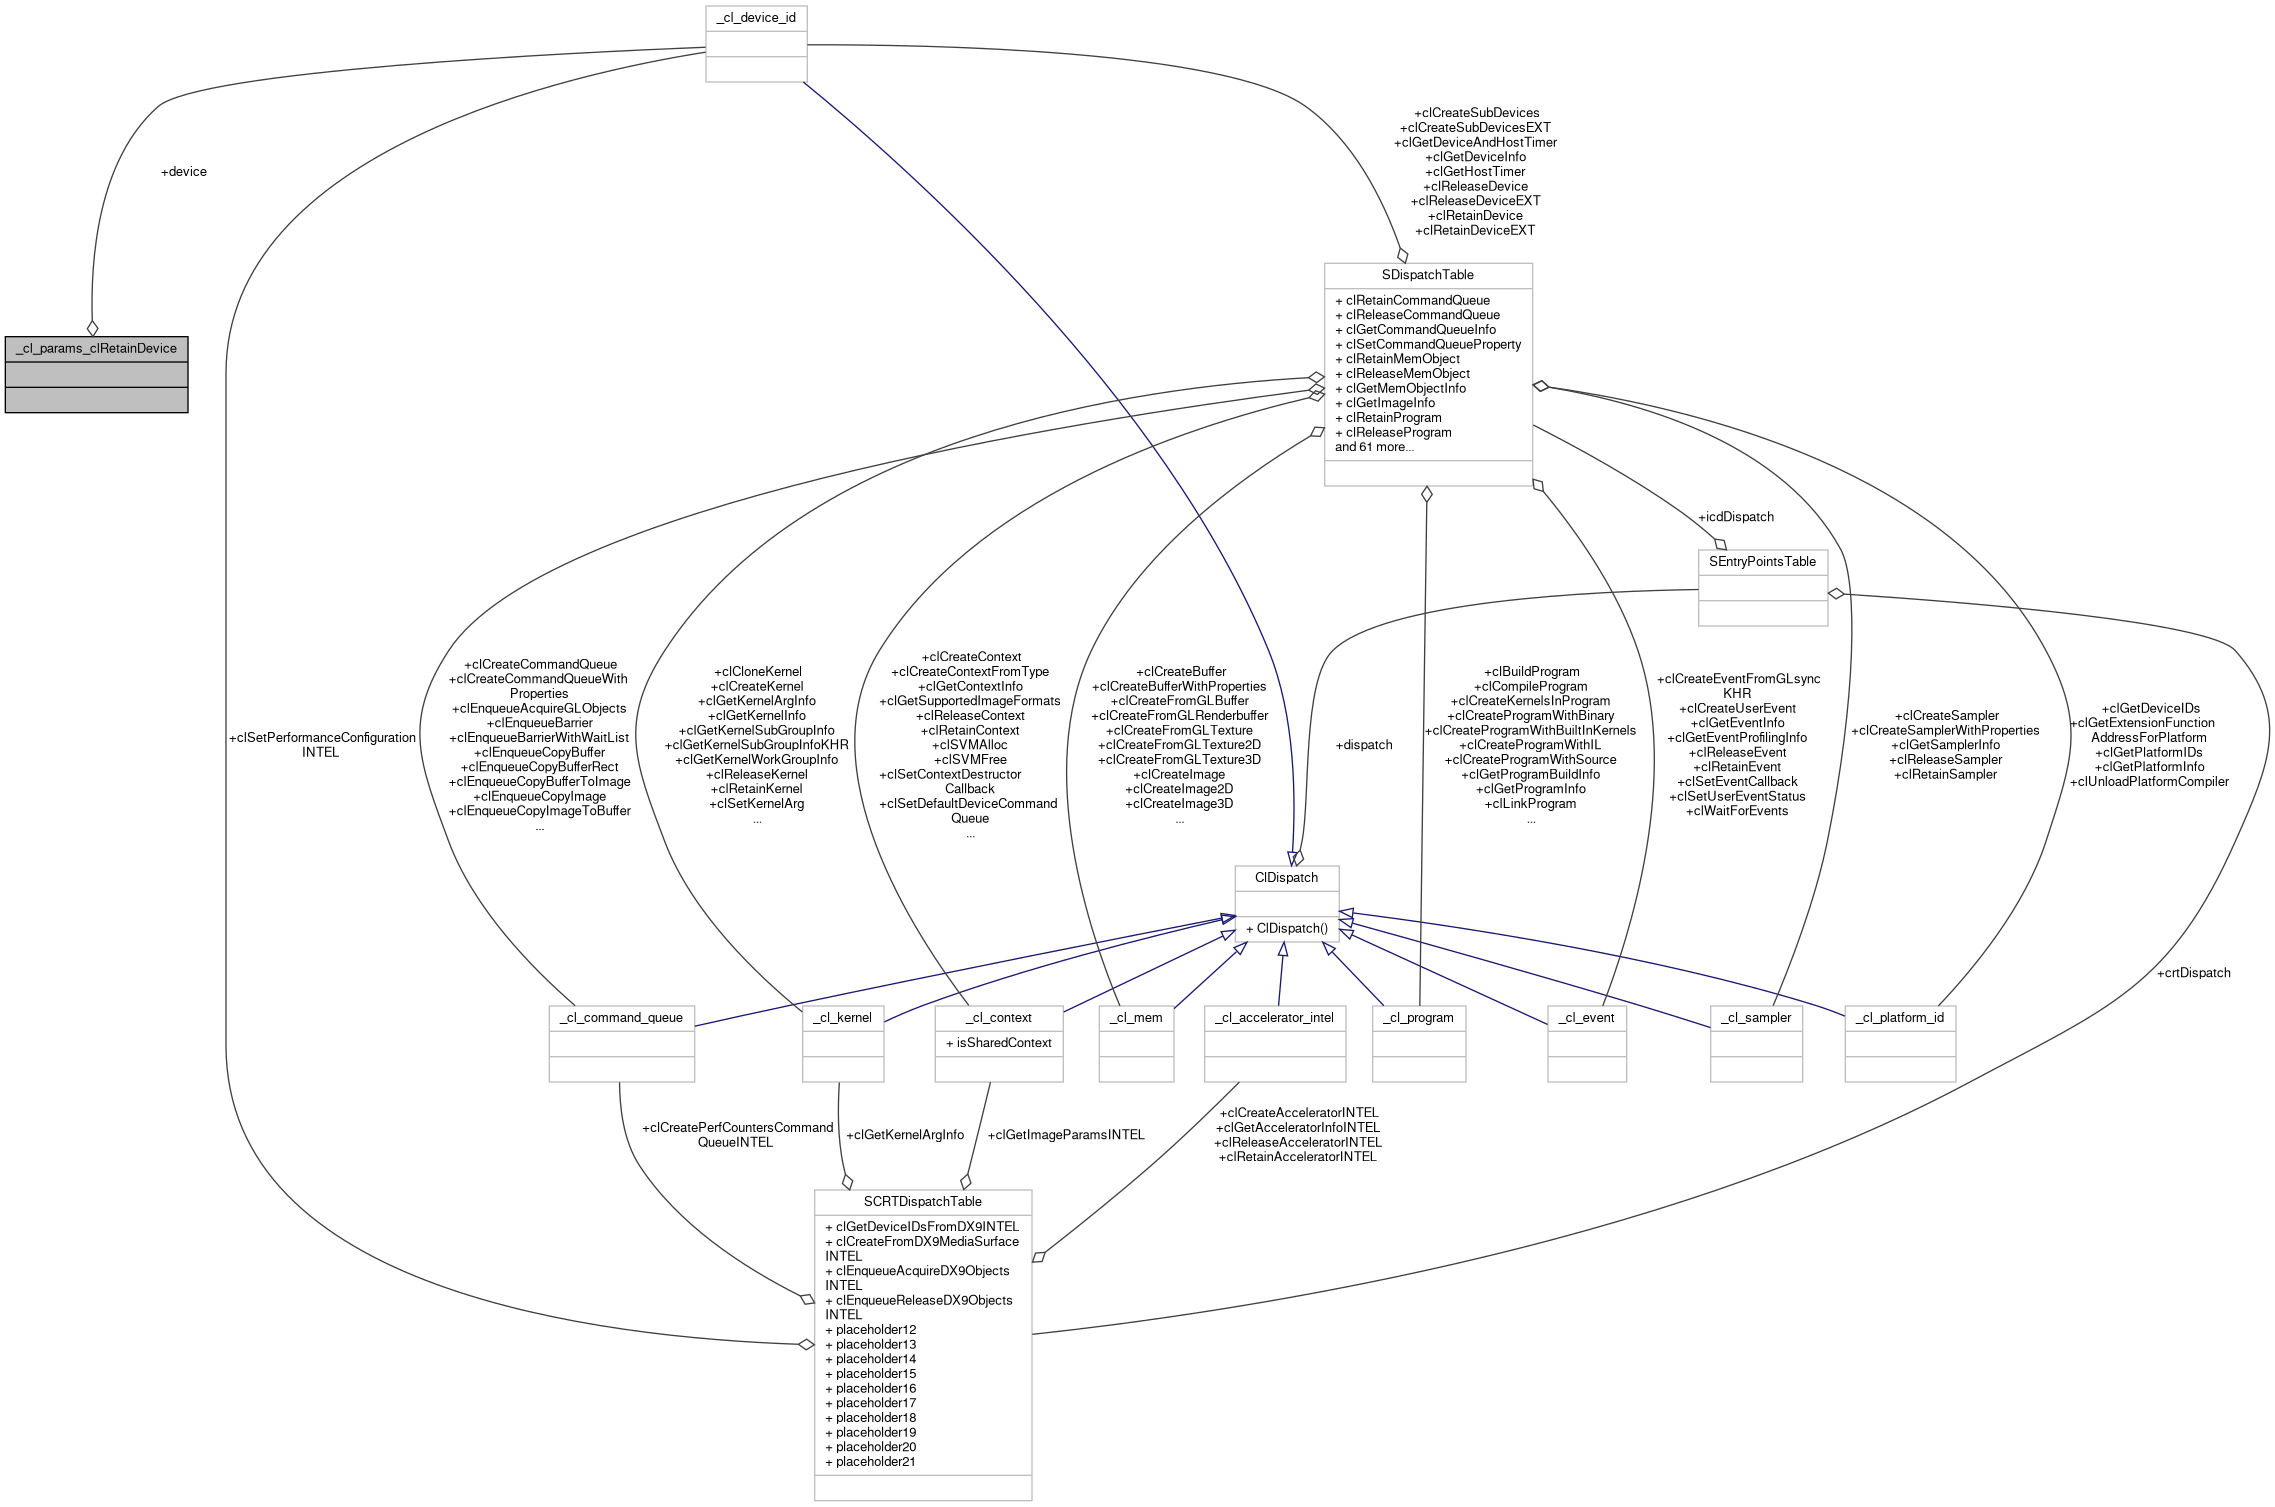 _cl_device_id
+clCreateSubDevices
+clCreateSubDevicesEXT
+clGetDeviceAndHostTimer
+clGetDeviceInfo
+clGetHostTimer
+clReleaseDevice
+clReleaseDeviceEXT
+clRetainDevice
+clRetainDeviceEXT
+device
SDispatchTable
+ clRetainCommandQueue
+ clReleaseCommandQueue
+ clGetCommandQueueInfo
+ clSetCommandQueueProperty
+ clRetainMemObject
+ clReleaseMemObject
+ clGetMemObjectInfo
+ clGetImageInfo
+ clRetainProgram
+ clReleaseProgram
and 61 more...
_cl_params_clRetainDevice
+icdDispatch
SEntryPointsTable
+clSetPerformanceConfiguration
INTEL
+clCreateCommandQueue
+clCreateCommandQueueWith
Properties
+clEnqueueAcquireGLObjects
+clEnqueueBarrier
+clEnqueueBarrierWithWaitList
+clEnqueueCopyBuffer
+clEnqueueCopyBufferRect
+clEnqueueCopyBufferToImage
+clEnqueueCopyImage
+clEnqueueCopyImageToBuffer
...
+clCloneKernel
+clCreateKernel
+clGetKernelArgInfo
+clGetKernelInfo
+clGetKernelSubGroupInfo
+clGetKernelSubGroupInfoKHR
+clGetKernelWorkGroupInfo
+clReleaseKernel
+clRetainKernel
+clSetKernelArg
...
+clCreateContext
+clCreateContextFromType
+clGetContextInfo
+clGetSupportedImageFormats
+clReleaseContext
+clRetainContext
+clSVMAlloc
+clSVMFree
+clSetContextDestructor
Callback
+clSetDefaultDeviceCommand
Queue
...
+clCreateBuffer
+clCreateBufferWithProperties
+clCreateFromGLBuffer
+clCreateFromGLRenderbuffer
+clCreateFromGLTexture
+clCreateFromGLTexture2D
+clCreateFromGLTexture3D
+clCreateImage
+clCreateImage2D
+clCreateImage3D
...
+dispatch
+clBuildProgram
+clCompileProgram
+clCreateKernelsInProgram
+clCreateProgramWithBinary
+clCreateProgramWithBuiltInKernels
+clCreateProgramWithIL
+clCreateProgramWithSource
+clGetProgramBuildInfo
+clGetProgramInfo
+clLinkProgram
...
+clCreateEventFromGLsync
KHR
+clCreateUserEvent
+clGetEventInfo
+clGetEventProfilingInfo
+clReleaseEvent
+clRetainEvent
+clSetEventCallback
+clSetUserEventStatus
+clWaitForEvents
+clCreateSampler
+clCreateSamplerWithProperties
+clGetSamplerInfo
+clReleaseSampler
+clRetainSampler
+clGetDeviceIDs
+clGetExtensionFunction
AddressForPlatform
+clGetPlatformIDs
+clGetPlatformInfo
+clUnloadPlatformCompiler
ClDispatch
+ ClDispatch()
+crtDispatch
_cl_command_queue
_cl_kernel
_cl_context
+ isSharedContext
_cl_mem
_cl_accelerator_intel
_cl_program
_cl_event
_cl_sampler
_cl_platform_id
+clCreatePerfCountersCommand
QueueINTEL
+clGetKernelArgInfo
+clGetImageParamsINTEL
+clCreateAcceleratorINTEL
+clGetAcceleratorInfoINTEL
+clReleaseAcceleratorINTEL
+clRetainAcceleratorINTEL
SCRTDispatchTable
+ clGetDeviceIDsFromDX9INTEL
+ clCreateFromDX9MediaSurface
INTEL
+ clEnqueueAcquireDX9Objects
INTEL
+ clEnqueueReleaseDX9Objects
INTEL
+ placeholder12
+ placeholder13
+ placeholder14
+ placeholder15
+ placeholder16
+ placeholder17
+ placeholder18
+ placeholder19
+ placeholder20
+ placeholder21